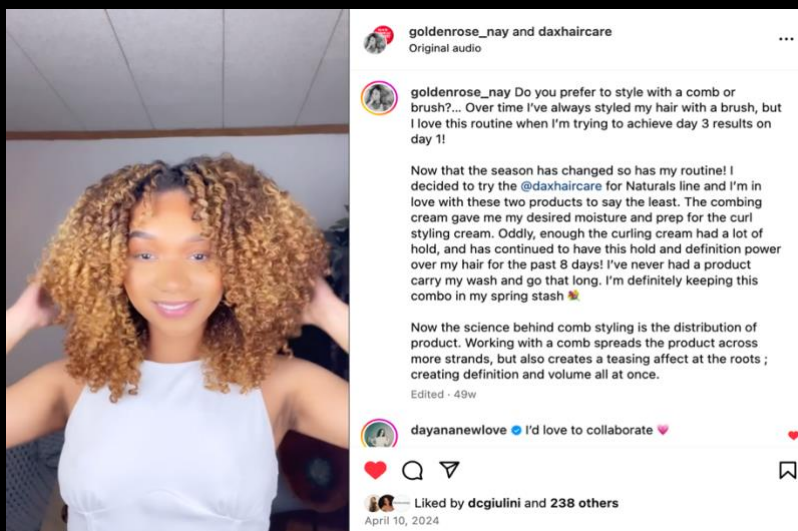 goldenrose_nay and daxhaircare
Original audio
goldenrose_nay Do you prefer to style with a comb or
brush?... Over time I've always styled my hair with a brush, but
I love this routine when I'm trying to achieve day 3 results on
day 1!
Now that the season has changed so has my routine! I
decided to try the @daxhaircare for Naturals line and I'm in
love with these two products to say the least. The combing
cream gave me my desired moisture and prep for the curl
styling cream. Oddly, enough the curling cream had a lot of
hold, and has continued to have this hold and definition power
over my hair for the past 8 days! I've never had a product
carry my wash and go that long. I'm definitely keeping this
combo in my spring stash 💐
Now the science behind comb styling is the distribution of
product. Working with a comb spreads the product across
more strands, but also creates a teasing affect at the roots ;
creating definition and volume all at once.
Edited · 49w
dayananewlove I'd love to collaborate 💗
Liked by dcgiulini and 238 others
April 10, 2024